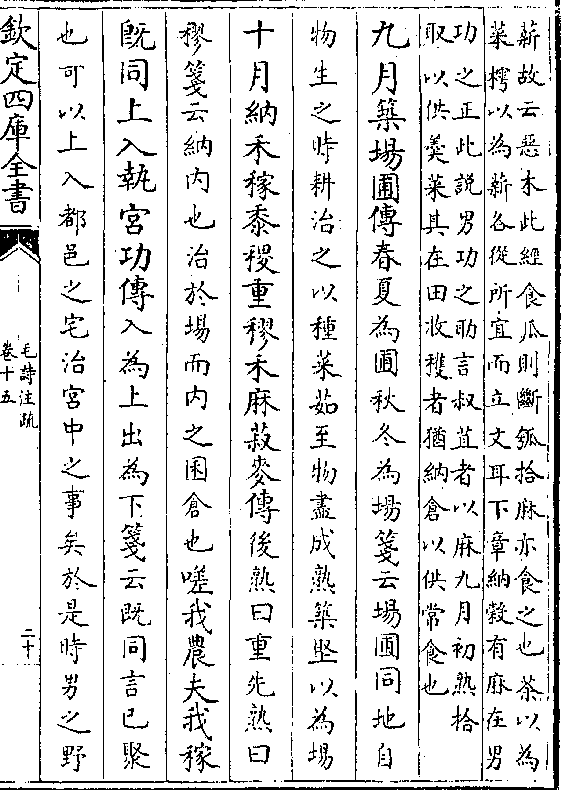 薪故云惡木此經食瓜則斷瓠拾麻亦食之也荼以為
菜樗以為薪各從所宜而立文耳下章納穀有麻在男
功之正此說男功之助言叔苴者以麻九月初熟拾
取以供羹菜其在田收穫者猶納倉以供常食也
九月築場圃傳春夏為圃秋冬為場箋云場圃同地自
物生之時耕治之以種菜茹至物盡成熟築堅以為場
十月納禾稼黍稷重穋禾麻菽麥傳後熟曰重先熟曰
穋箋云納内也治於場而内之囷倉也嗟我農夫我稼
既同上入執宮功傳入為上出為下箋云既同言已聚
也可以上入都邑之宅治宮中之事矣於是時男之野
欽定四庫全書
毛詩注疏
卷十五
二十